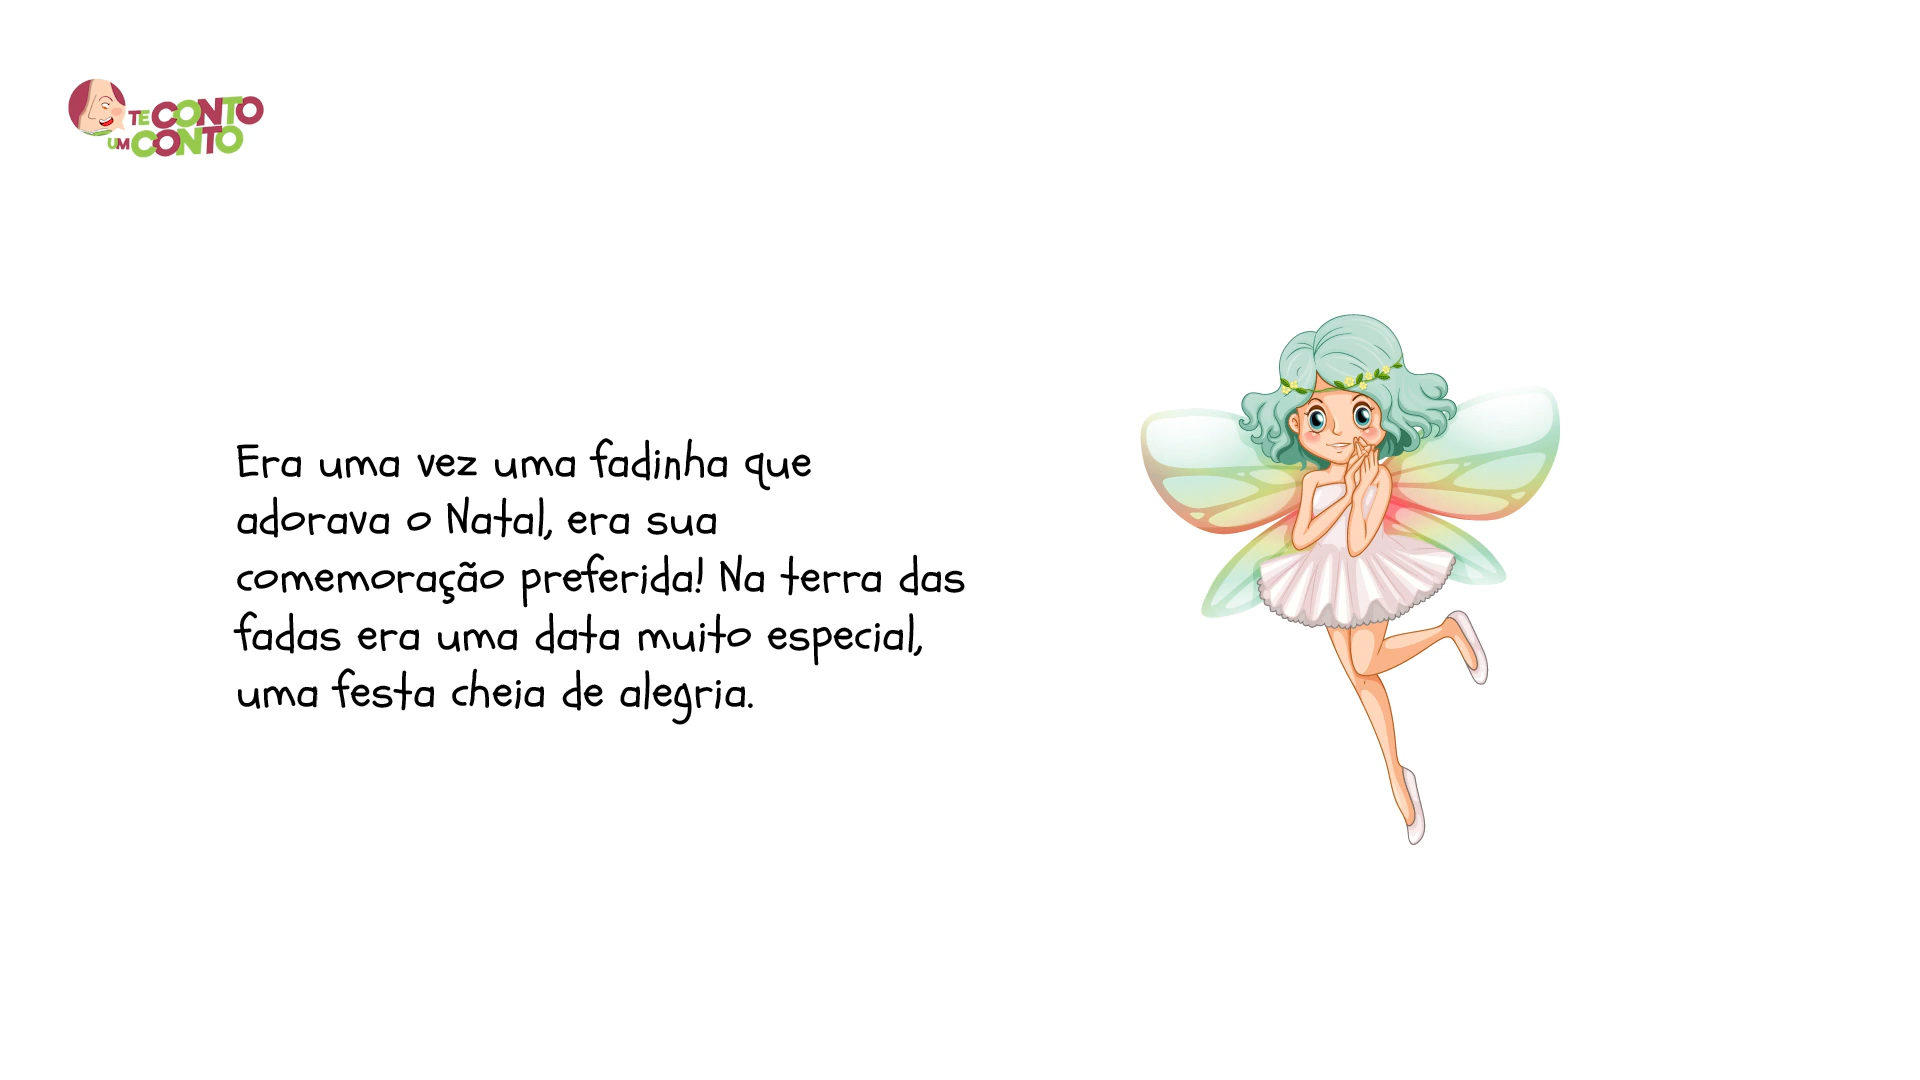 TE CONTO
UM CONTO
Era uma vez uma fadinha que
adorava o Natal, era sua
comemoração preferida! Na terra das
fadas era uma data muito especial,
uma festa cheia de alegria.